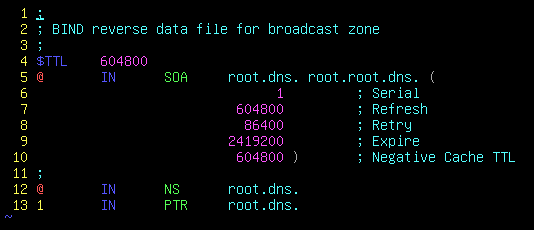 1 ;
2 ; BIND reverse data file for broadcast zone
3 ;
4 $TTL    604800
5 @       IN      SOA     root.dns. root.root.dns. (
6                               1         ; Serial
7                          604800         ; Refresh
8                           86400         ; Retry
9                         2419200         ; Expire
10                         604800 )       ; Negative Cache TTL
11 ;
12 @       IN      NS      root.dns.
13 1       IN      PTR     root.dns.
~